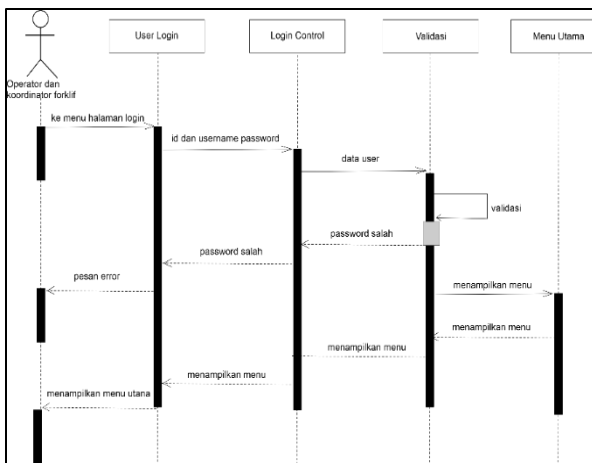 User Login
Login Control
Validasi
Menu Utama
Operator dan
koordinator forklif
ke menu halaman login
id dan username password
data user
validasi
password salah
password salah
pesan error
menampilkan menu
menampilkan menu
menampilkan menu
menampilkan menu
menampilkan menu utana